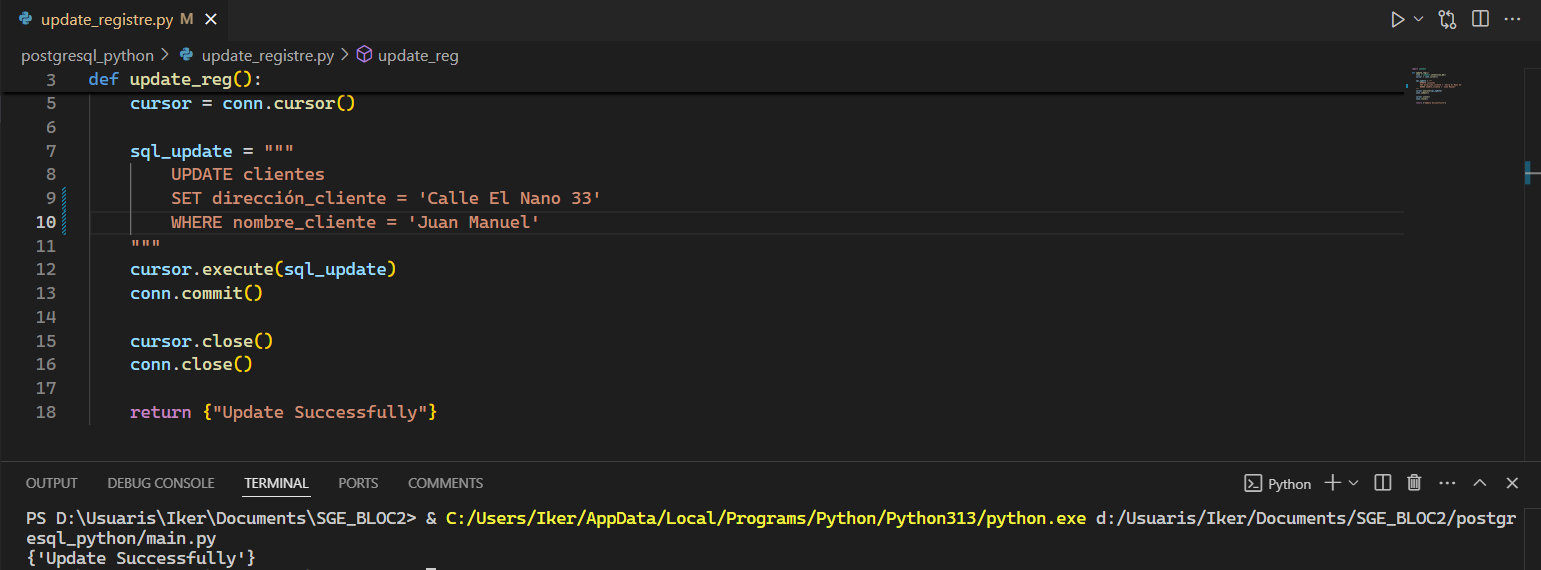 update_registre.py M
postgresql_python > update_registre.py > update_reg
3 def update_reg():
5 cursor = conn.cursor()
6
7 sql_update = """
8 UPDATE clientes
9 SET dirección_cliente = 'Calle El Nano 33'
10 WHERE nombre_cliente = 'Juan Manuel'
11 """
12 cursor.execute(sql_update)
13 conn.commit()
14
15 cursor.close()
16 conn.close()
17
18 return {"Update Successfully"}
OUTPUT DEBUG CONSOLE TERMINAL PORTS COMMENTS Python
PS D:\Usuaris\Iker\Documents\SGE_BLOC2> & C:/Users/Iker/AppData/Local/Programs/Python/Python313/python.exe d:/Usuaris/Iker/Documents/SGE_BLOC2/postgr
esql_python/main.py
{'Update Successfully'}